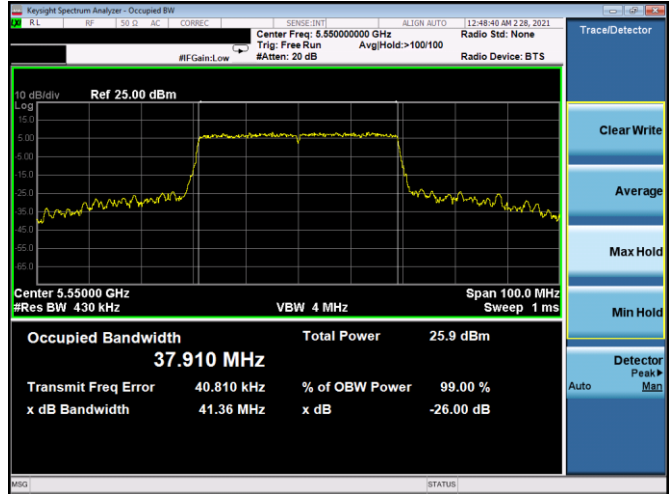 Keysight Spectrum Analyzer - Occupied BW
RL RF 50 Ω AC CORREC SENSE:INT ALIGN AUTO 12:48:40 AM 2 28, 2021
Center Freq: 5.550000000 GHz Radio Std: None
Trig: Free Run Avg|Hold:>100/100
#IFGain:Low #Atten: 20 dB Radio Device: BTS
Trace/Detector
10 dB/div Ref 25.00 dBm
Log
15.0
5.00
-5.00
-15.0
-25.0
-35.0
-45.0
-55.0
-65.0
Center 5.55000 GHz Span 100.0 MHz
#Res BW 430 kHz VBW 4 MHz Sweep 1 ms
Occupied Bandwidth Total Power 25.9 dBm
37.910 MHz
Transmit Freq Error 40.810 kHz % of OBW Power 99.00 %
x dB Bandwidth 41.36 MHz x dB -26.00 dB
Clear Write
Average
Max Hold
Min Hold
Detector
Peak▶
Auto Man
MSG STATUS